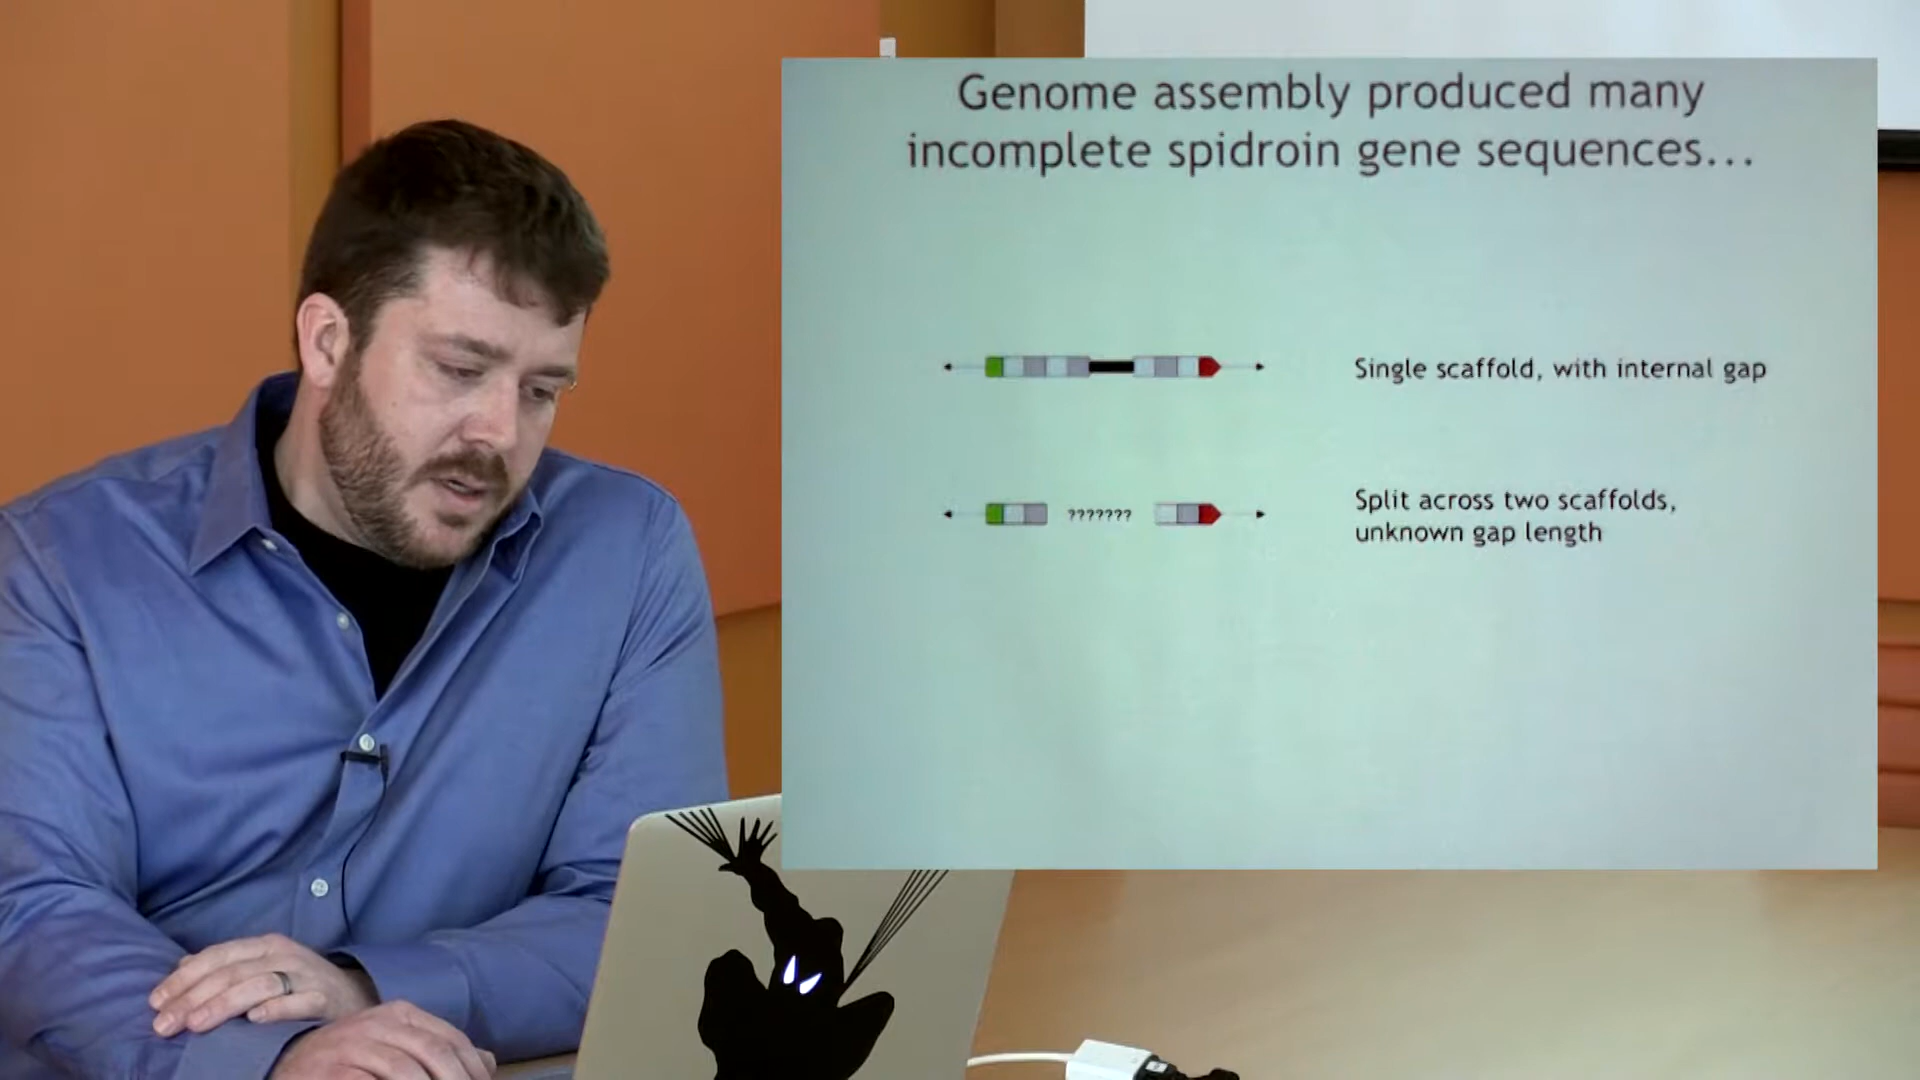 Genome assembly produced many
incomplete spidroin gene sequences...
Single scaffold, with internal gap
???????
Split across two scaffolds,
unknown gap length